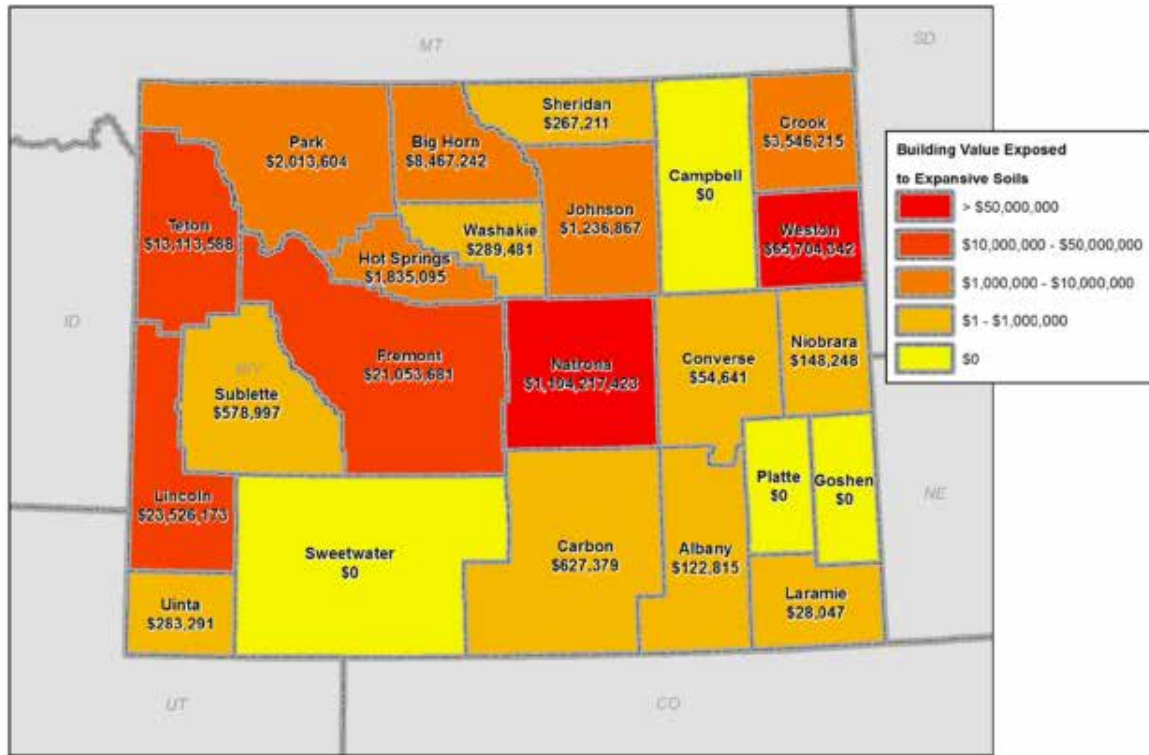 MT
SD
Sheridan
$267,211
Park
$2,013,604
Big Horn
$8,467,242
Campbell
$0
Crook
$3,546,215
Building Value Exposed
to Expansive Soils
> $50,000,000
$10,000,000 - $50,000,000
$1,000,000 - $10,000,000
$1 - $1,000,000
$0
Teton
$13,113,588
Washakie
$289,481
Johnson
$1,236,867
Weston
$65,704,342
Hot Springs
$1,835,095
ID
WY
Sublette
$578,997
Fremont
$21,053,681
Natrona
$1,104,217,423
Converse
$54,641
Niobrara
$148,248
Platte
$0
Goshen
$0
NE
Lincoln
$23,526,173
Sweetwater
$0
Carbon
$627,379
Albany
$122,815
Uinta
$283,291
Laramie
$28,047
UT
CO